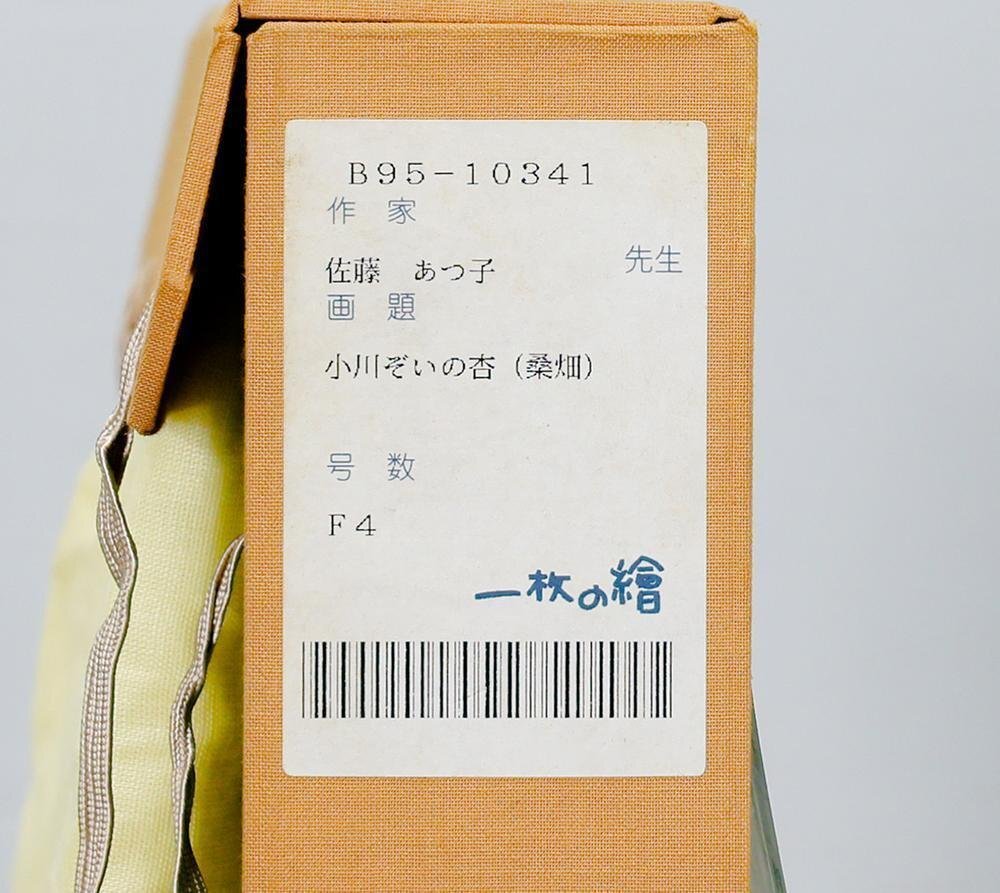 B95-10341
作　家
佐藤　あつ子　先生
画　題
小川ぞいの杏（桑畑）
号　数
F4
一枚の繪